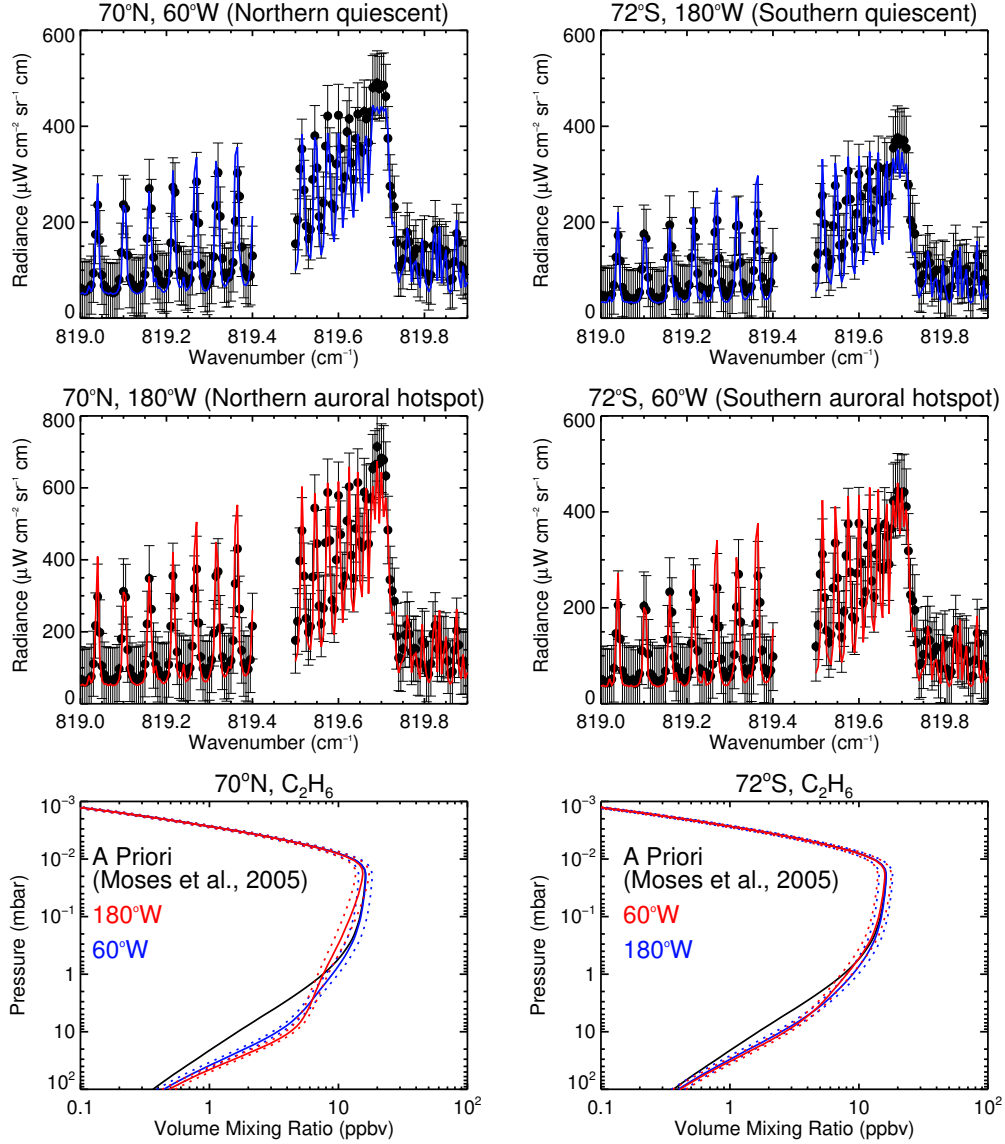 70°N, 60°W (Northern quiescent)
600
400
200
0
Radiance (μW cm⁻² sr⁻¹ cm)
819.0 819.2 819.4 819.6 819.8
Wavenumber (cm⁻¹)
72°S, 180°W (Southern quiescent)
600
400
200
0
Radiance (μW cm⁻² sr⁻¹ cm)
819.0 819.2 819.4 819.6 819.8
Wavenumber (cm⁻¹)
70°N, 180°W (Northern auroral hotspot)
800
600
400
200
0
Radiance (μW cm⁻² sr⁻¹ cm)
819.0 819.2 819.4 819.6 819.8
Wavenumber (cm⁻¹)
72°S, 60°W (Southern auroral hotspot)
600
400
200
0
Radiance (μW cm⁻² sr⁻¹ cm)
819.0 819.2 819.4 819.6 819.8
Wavenumber (cm⁻¹)
70°N, C₂H₆
10⁻³
10⁻²
10⁻¹
1
10
10²
Pressure (mbar)
A Priori
(Moses et al., 2005)
180°W
60°W
0.1 1 10 10²
Volume Mixing Ratio (ppbv)
72°S, C₂H₆
10⁻³
10⁻²
10⁻¹
1
10
10²
Pressure (mbar)
A Priori
(Moses et al., 2005)
60°W
180°W
0.1 1 10 10²
Volume Mixing Ratio (ppbv)